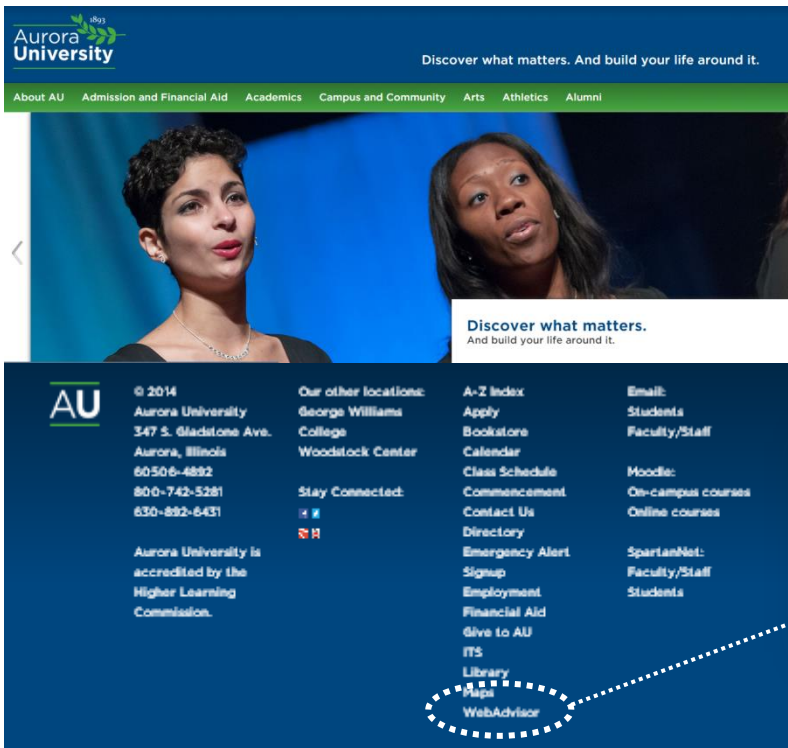 1893
Aurora
University
Discover what matters. And build your life around it.
About AU Admission and Financial Aid Academics Campus and Community Arts Athletics Alumni
Discover what matters.
And build your life around it.
AU
© 2014
Aurora University
347 S. Gladstone Ave.
Aurora, Illinois
60506-4892
800-742-5281
630-892-6431
Aurora University is
accredited by the
Higher Learning
Commission.
Our other locations:
George Williams
College
Woodstock Center
Stay Connected:
A-Z Index
Apply
Bookstore
Calendar
Class Schedule
Commencement
Contact Us
Directory
Emergency Alert
Signup
Employment
Financial Aid
Give to AU
ITS
Library
Maps
WebAdvisor
Email:
Students
Faculty/Staff
Moodle:
On-campus courses
Online courses
SpartanNet:
Faculty/Staff
Students